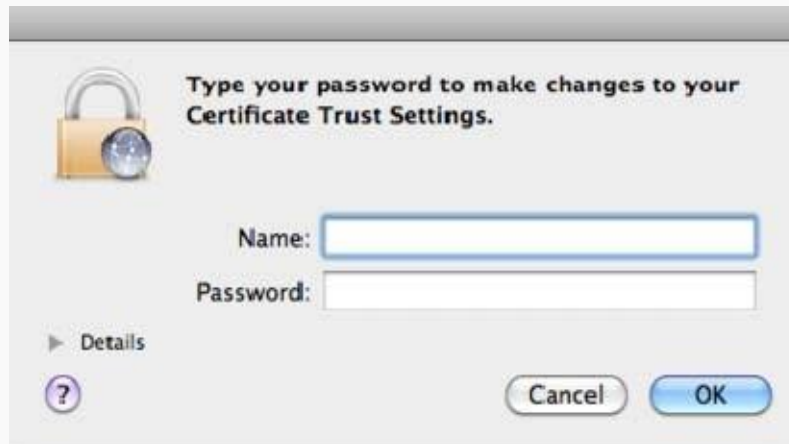 Type your password to make changes to your
Certificate Trust Settings.
Name:
Password:
Details
?
Cancel
OK